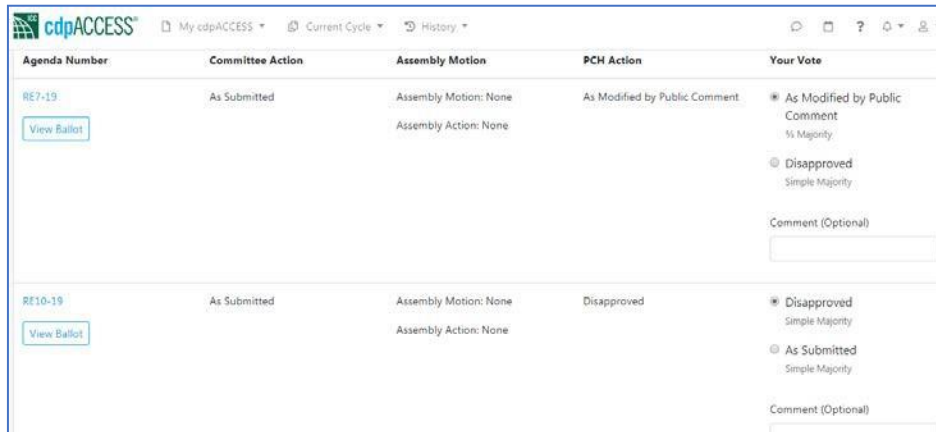 ICC cdpACCESS® My cdpACCESS Current Cycle History ?
Agenda Number Committee Action Assembly Motion PCH Action Your Vote
RE7-19 As Submitted Assembly Motion: None As Modified by Public Comment As Modified by Public
Comment
View Ballot Assembly Action: None
⅔ Majority
Disapproved
Simple Majority
Comment (Optional)
RE10-19 As Submitted Assembly Motion: None Disapproved Disapproved
View Ballot Assembly Action: None Simple Majority
As Submitted
Simple Majority
Comment (Optional)